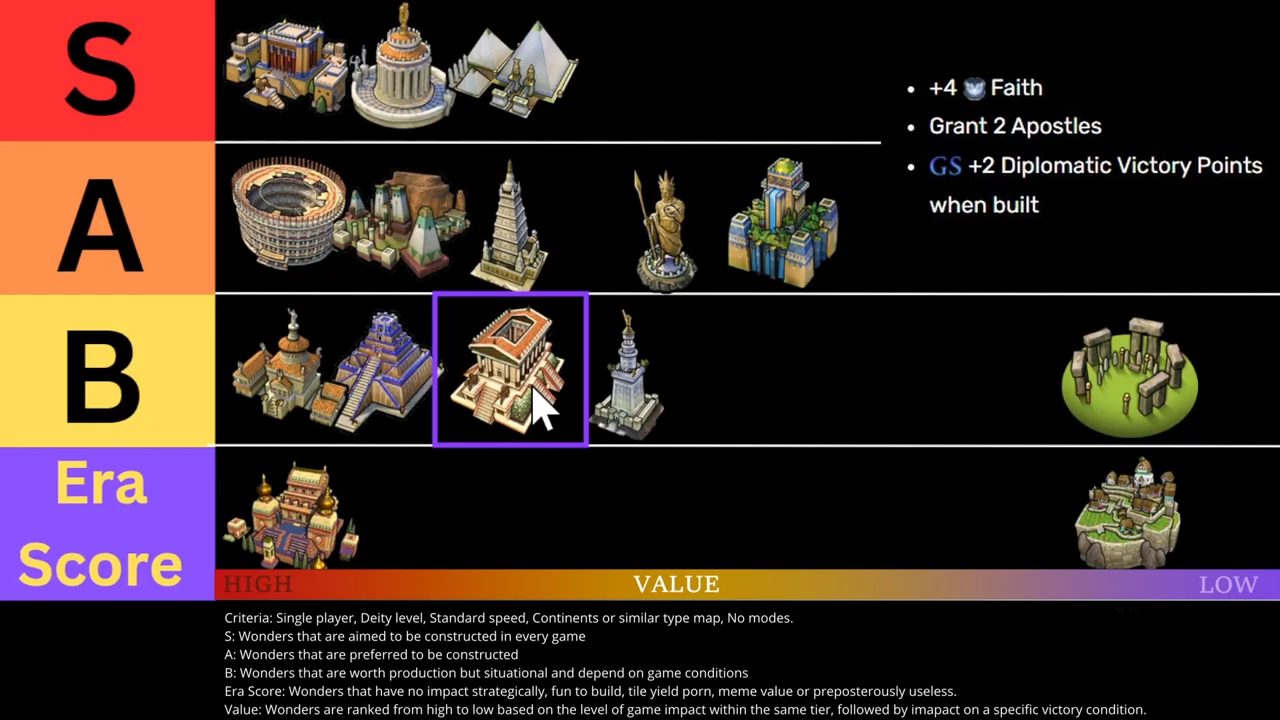 S
+4 Faith
Grant 2 Apostles
GS +2 Diplomatic Victory Points
when built
A
B
Era
Score
HIGH VALUE LOW
Criteria: Single player, Deity level, Standard speed, Continents or similar type map, No modes.
S: Wonders that are aimed to be constructed in every game
A: Wonders that are preferred to be constructed
B: Wonders that are worth production but situational and depend on game conditions
Era Score: Wonders that have no impact strategically, fun to build, tile yield porn, meme value or preposterously useless.
Value: Wonders are ranked from high to low based on the level of game impact within the same tier, followed by imapact on a specific victory condition.